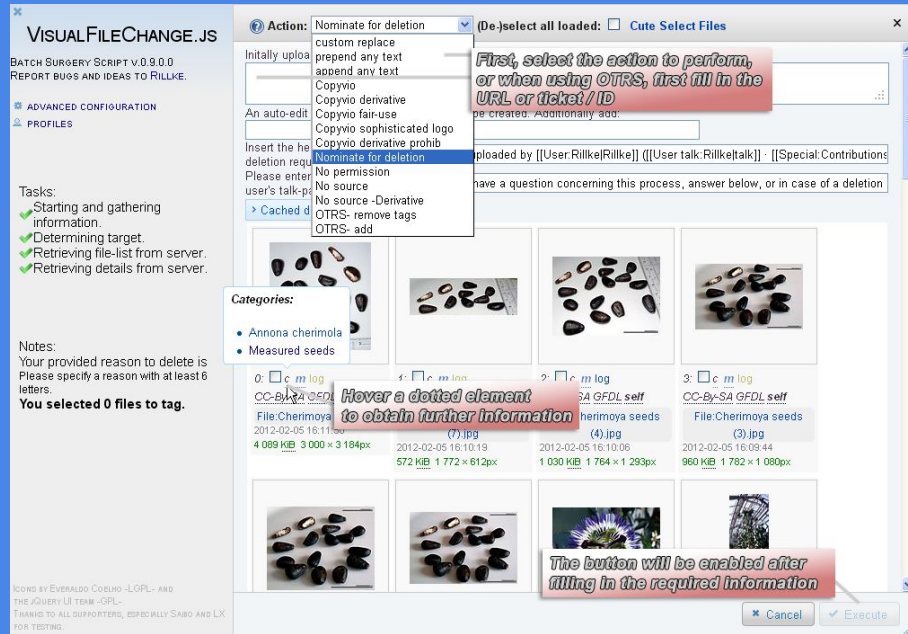 VISUALFILECHANGE.JS
BATCH SURGERY SCRIPT V.0.9.0.0
REPORT BUGS AND IDEAS TO RILLKE.
ADVANCED CONFIGURATION
PROFILES
Tasks:
Starting and gathering
information.
Determining target.
Retrieving file-list from server.
Retrieving details from server.
Notes:
Your provided reason to delete is
Please specify a reason with at least 6
letters.
You selected 0 files to tag.
ICONS BY EVERALDO COELHO -LGPL- AND
THE JQUERY UI TEAM -GPL-
THANKS TO ALL SUPPORTERS, ESPECIALLY SAIBO AND LX
FOR TESTING.
Action: Nominate for deletion (De-)select all loaded: Cute Select Files
x
custom replace
prepend any text
append any text
Copyvio
Copyvio derivative
Copyvio fair-use
Copyvio sophisticated logo
Copyvio derivative prohib
Nominate for deletion
No permission
No source
No source -Derivative
OTRS- remove tags
OTRS- add
First, select the action to perform,
or when using OTRS, first fill in the
URL or ticket / ID
Initally uploa
An auto-edit be created. Additionally add:
Insert the he
deletion requ
uploaded by [[User:Rillke|Rillke]] ([[User talk:Rillke|talk]] · [[Special:Contributions
Please enter
user's talk-pa
have a question concerning this process, answer below, or in case of a deletion
> Cached d
Categories:
Annona cherimola
Measured seeds
0: c m log
CC-By-SA GFDL
File:Cherimoya
2012-02-05 16:11:50
4 089 KiB 3 000 × 3 184px
Hover a dotted element
to obtain further information
1: c m log
(7).jpg
2012-02-05 16:10:19
572 KiB 1 772 × 612px
2: c m log
SA GFDL self
herimoya seeds
(4).jpg
2012-02-05 16:10:06
1 030 KiB 1 764 × 1 293px
3: c m log
CC-By-SA GFDL self
File:Cherimoya seeds
(3).jpg
2012-02-05 16:09:44
960 KiB 1 782 × 1 080px
The button will be enabled after
filling in the required information
Cancel
Execute